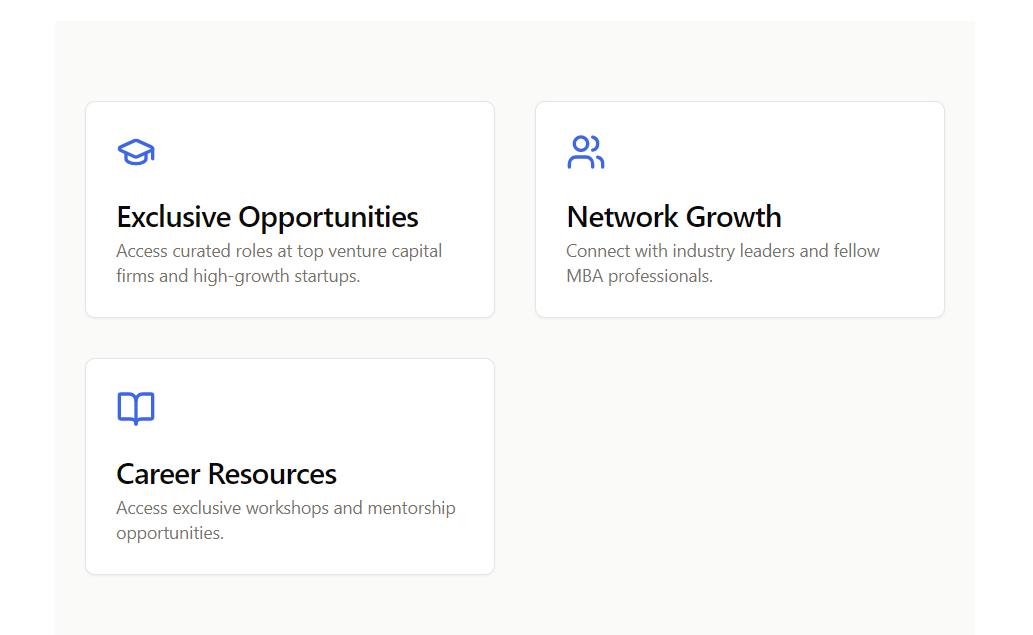 Exclusive Opportunities
Access curated roles at top venture capital
firms and high-growth startups.
Network Growth
Connect with industry leaders and fellow
MBA professionals.
Career Resources
Access exclusive workshops and mentorship
opportunities.